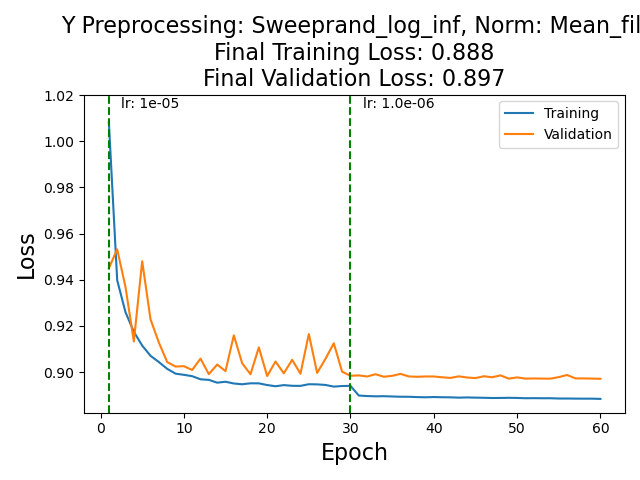 Y Preprocessing: Sweeprand_log_inf, Norm: Mean_fil
Final Training Loss: 0.888
Final Validation Loss: 0.897
lr: 1e-05
lr: 1.0e-06
Training
Validation
1.02
1.00
0.98
0.96
0.94
0.92
0.90
Loss
0
10
20
30
40
50
60
Epoch